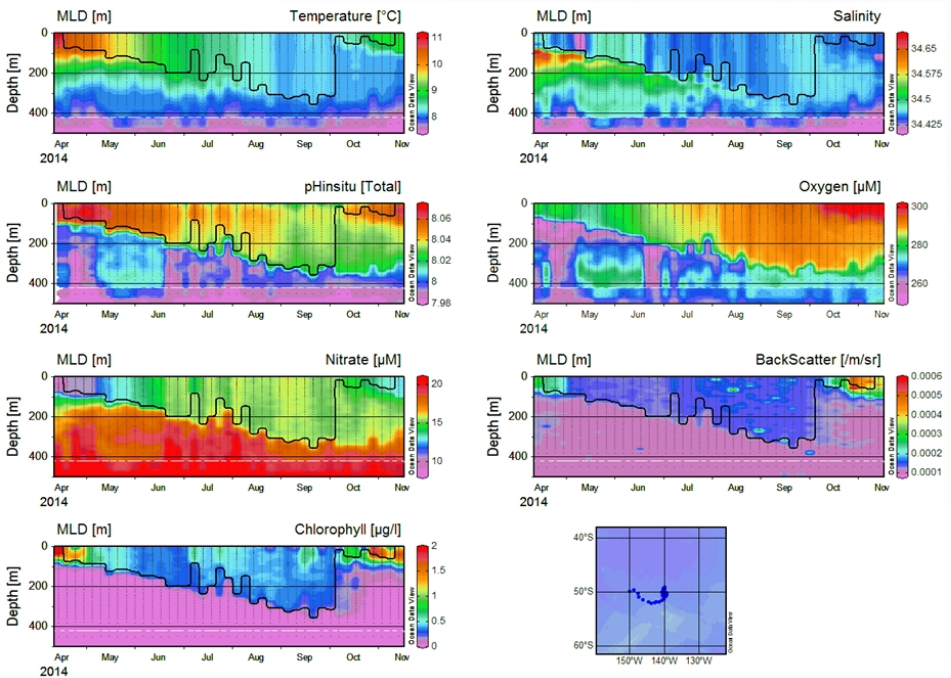 MLD [m] Temperature [°C]
Depth [m]
0
200
400
11
10
9
8
Ocean Data View
Apr May Jun Jul Aug Sep Oct Nov
2014
MLD [m] Salinity
Depth [m]
0
200
400
34.65
34.575
34.5
34.425
Ocean Data View
Apr May Jun Jul Aug Sep Oct Nov
2014
MLD [m] pHinsitu [Total]
Depth [m]
0
200
400
8.06
8.04
8.02
8
7.98
Ocean Data View
Apr May Jun Jul Aug Sep Oct Nov
2014
MLD [m] Oxygen [µM]
Depth [m]
0
200
400
300
280
260
Ocean Data View
Apr May Jun Jul Aug Sep Oct Nov
2014
MLD [m] Nitrate [µM]
Depth [m]
0
200
400
20
15
10
Ocean Data View
Apr May Jun Jul Aug Sep Oct Nov
2014
MLD [m] BackScatter [/m/sr]
Depth [m]
0
200
400
0.0006
0.0005
0.0004
0.0003
0.0002
0.0001
Ocean Data View
Apr May Jun Jul Aug Sep Oct Nov
2014
MLD [m] Chlorophyll [µg/l]
Depth [m]
0
200
400
2
1.5
1
0.5
0
Ocean Data View
Apr May Jun Jul Aug Sep Oct Nov
2014
40°S
50°S
60°S
150°W 140°W 130°W
Ocean Data View